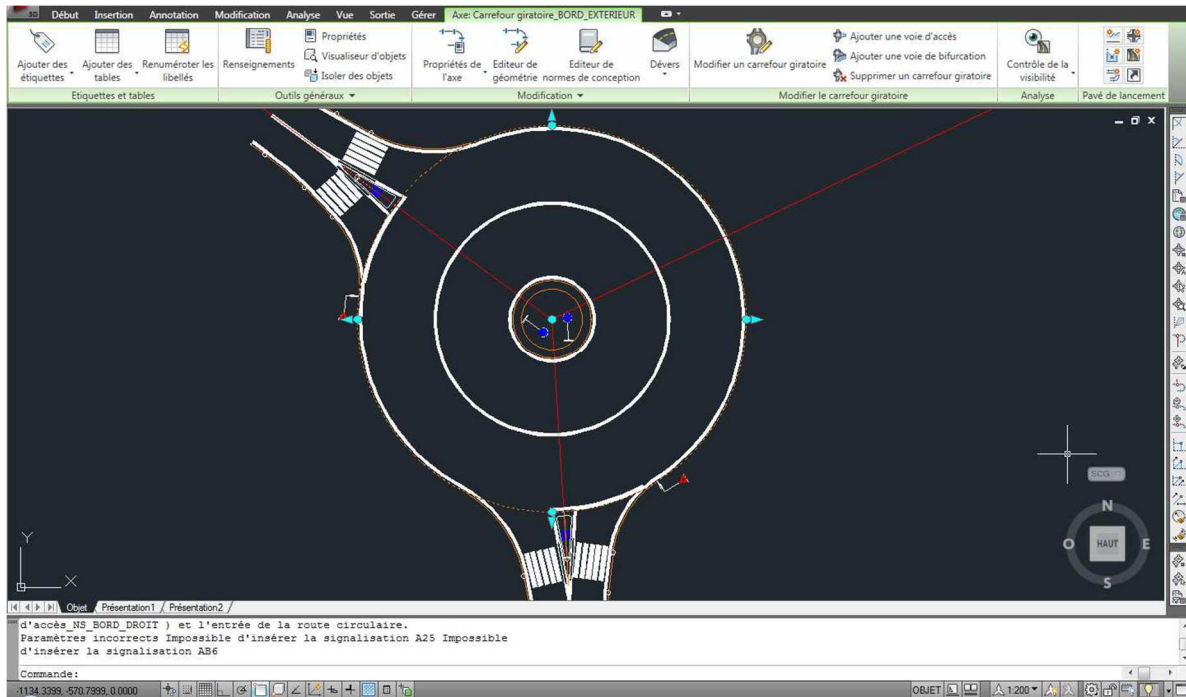 3D
Début Insertion Annotation Modification Analyse Vue Sortie Gérer Axe: Carrefour giratoire_BORD_EXTERIEUR
Ajouter des étiquettes
Ajouter des tables
Renuméroter les libellés
Etiquettes et tables
Renseignements
Propriétés
Visualiseur d'objets
Isoler des objets
Outils généraux
Propriétés de l'axe
Editeur de géométrie
Editeur de normes de conception
Dévers
Modification
Modifier un carrefour giratoire
Ajouter une voie d'accès
Ajouter une voie de bifurcation
Supprimer un carrefour giratoire
Modifier le carrefour giratoire
Contrôle de la visibilité
Analyse
Pavé de lancement
SCG
N
O HAUT E
S
Y
X
Objet Présentation1 Présentation2
d'accès_NS_BORD_DROIT ) et l'entrée de la route circulaire.
Paramètres incorrects Impossible d'insérer la signalisation A25 Impossible
d'insérer la signalisation AB6
Commande:
-1134.3399, -570.7999, 0.0000 OBJET 1:200